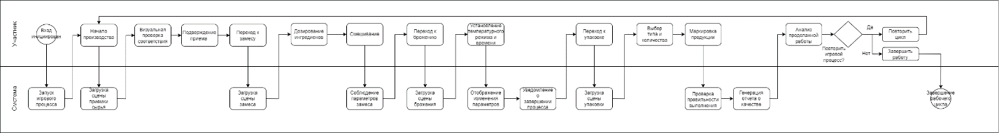 Участник
Вход
инициирован
Начало
производства
Визуальная
проверка
соответствия
Подтверждение
приема
Переход к
замесу
Дозирование
ингредиенов
Смешивание
Переход к
брожению
Установление
температурного
режима и
времени
Переход к
упаковке
Выбор
типа и
количества
Маркировка
продукции
Анализ
проделанной
работы
Повторить
игровой
процесс?
Да
Нет
Повторить
цикл
Завершить
работу
Система
Запуск
игрового
процесса
Загрузка
сцены
приемки
сырья
Загрузка
сцены
замеса
Соблюдение
параметров
замеса
Загрузка
сцены
брожения
Отображение
изменения
параметров
Уведомление
о
завершении
процесса
Загрузка
сцены
упаковки
Проверка
правильности
выполнения
Генерация
отчета о
качестве
Завершение
рабочего
цикла